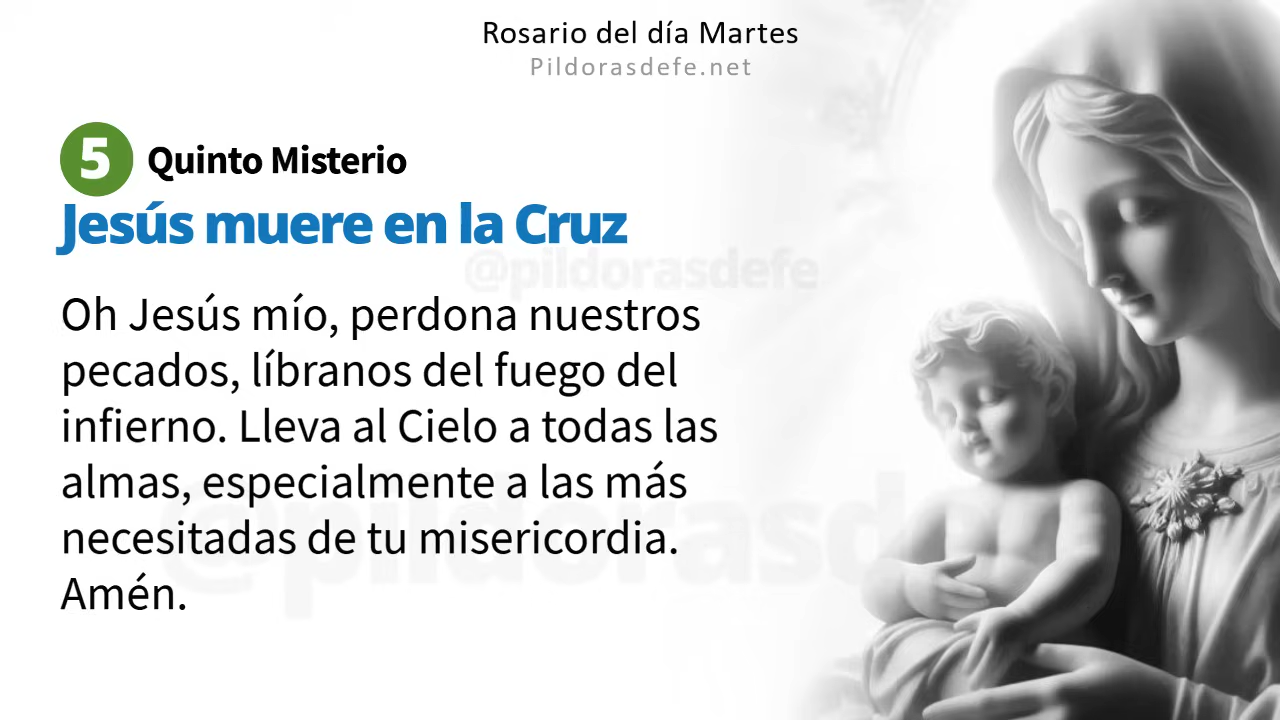 Rosario del día Martes
Pildorasdefe.net
5 Quinto Misterio
Jesús muere en la Cruz
@pildorasdefe
Oh Jesús mío, perdona nuestros
pecados, líbranos del fuego del
infierno. Lleva al Cielo a todas las
almas, especialmente a las más
necesitadas de tu misericordia.
Amén.
@pildorasdefe